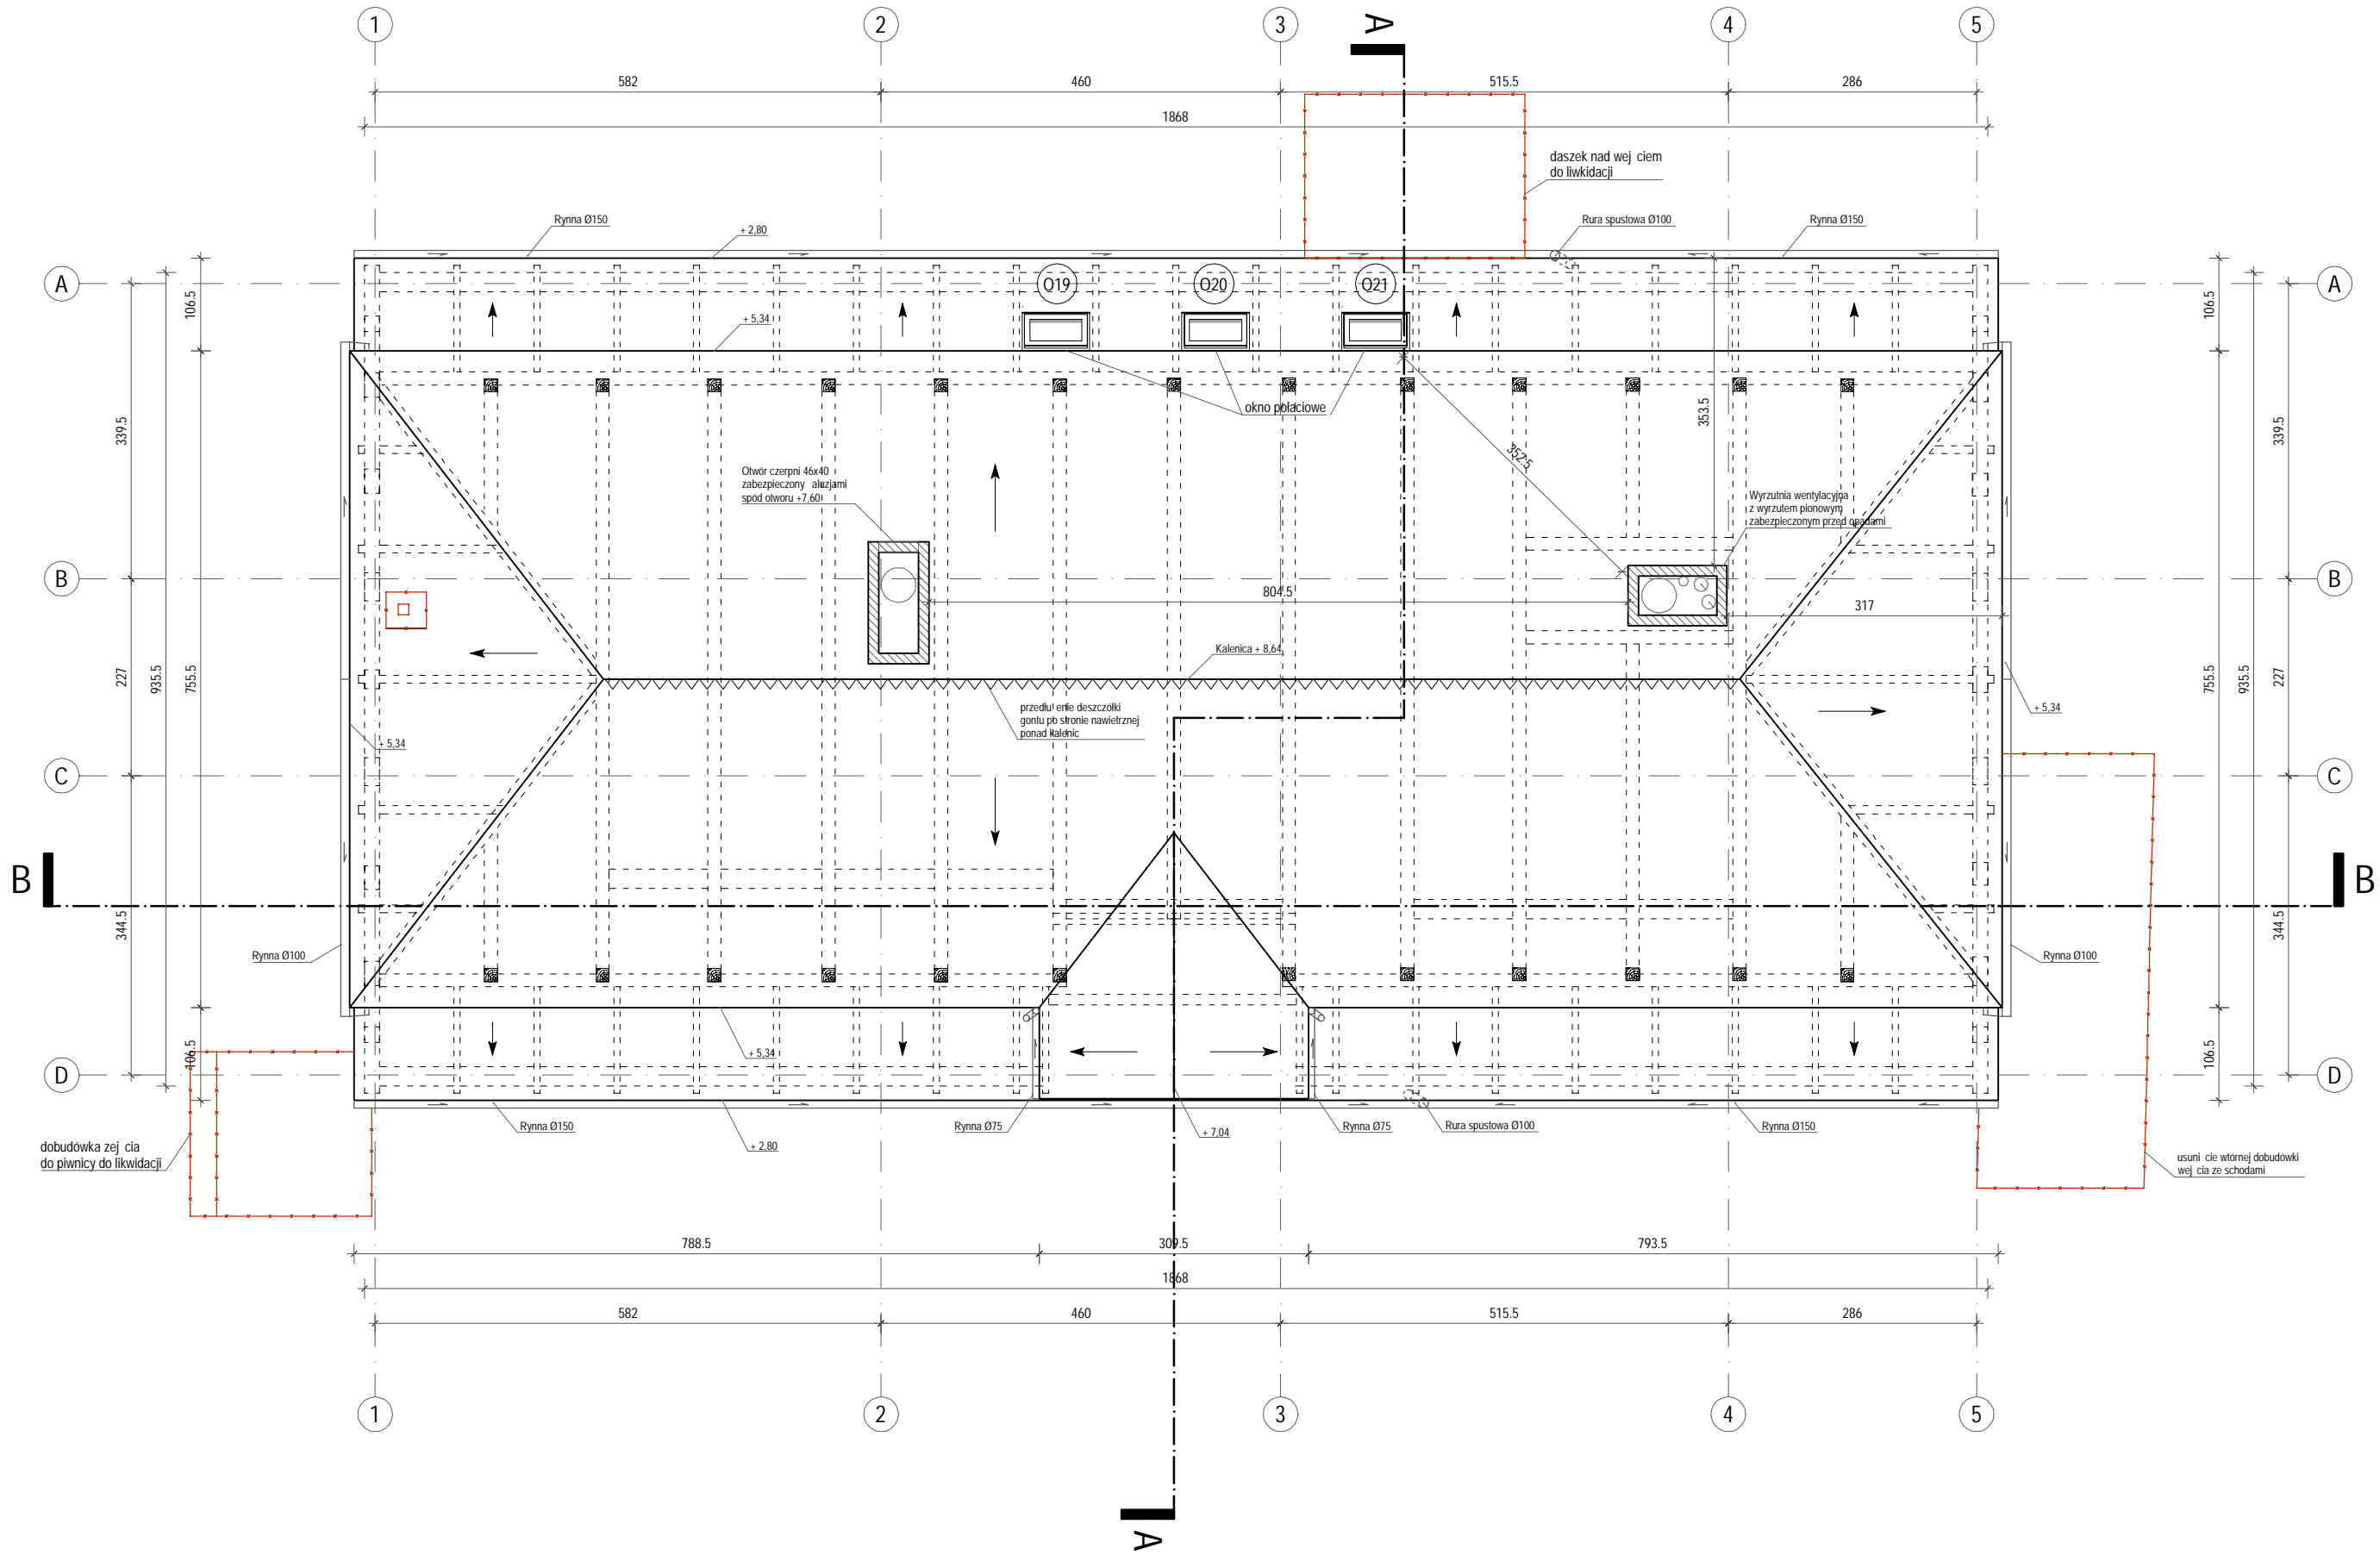 1
2
3
4
5
A
582
460
515.5
286
1868
daszek nad wej ciem
do liwkidacji
Rynna Ø150
+ 2,80
Rura spustowa Ø100
Rynna Ø150
A
A
O19
O20
O21
106.5
106.5
+ 5,34
okno połaciowe
339.5
353.5
339.5
352.5
Otwór czerpni 46x40
zabezpieczony aluzjami
spód otworu +7,60
Wyrzutnia wentylacyjna
z wyrzutem pionowym
zabezpieczonym przed opadami
B
B
804.5
317
Kalenica + 8,64
227
935.5
755.5
755.5
935.5
227
przedłu enie deszczółki
gontu po stronie nawietrznej
ponad kalenic
+ 5,34
+ 5,34
C
C
B
B
344.5
344.5
Rynna Ø100
Rynna Ø100
106.5
+ 5,34
106.5
D
D
Rynna Ø150
+ 2,80
Rynna Ø75
+ 7,04
Rynna Ø75
Rura spustowa Ø100
Rynna Ø150
dobudówka zej cia
do piwnicy do likwidacji
usuni cie wtórnej dobudówki
wej cia ze schodami
788.5
309.5
793.5
1868
582
460
515.5
286
1
2
3
4
5
A